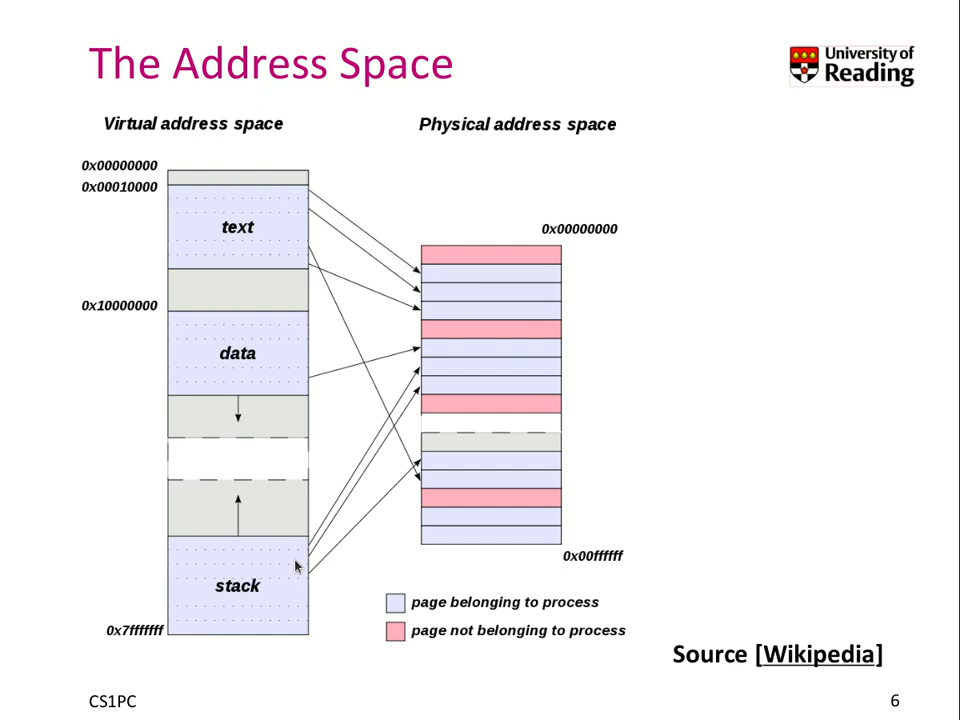 The Address Space
University of
Reading
Virtual address space
Physical address space
0x00000000
0x00010000
text
0x00000000
0x10000000
data
0x00ffffff
stack
0x7fffffff
page belonging to process
page not belonging to process
Source [Wikipedia]
CS1PC
6